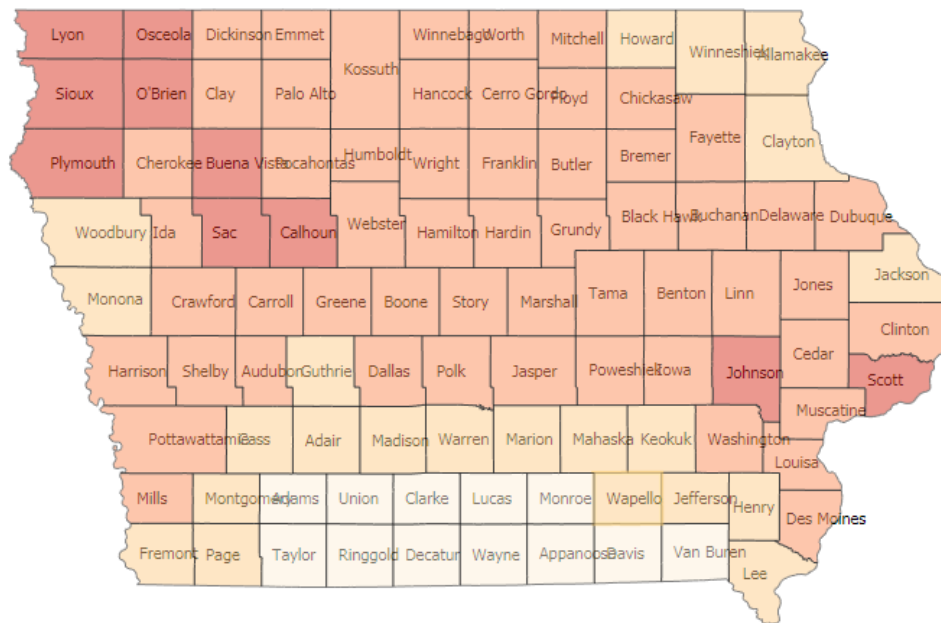 Lyon Osceola Dickinson Emmet Winnebago Worth Mitchell Howard Winneshiek Allamakee
Kossuth
Sioux O'Brien Clay Palo Alto Hancock Cerro Gordo Floyd Chickasaw
Fayette Clayton
Plymouth Cherokee Buena Vista Pocahontas Humboldt Wright Franklin Butler Bremer
Woodbury Ida Sac Calhoun Webster Hamilton Hardin Grundy Black Hawk Buchanan Delaware Dubuque
Jackson
Monona Crawford Carroll Greene Boone Story Marshall Tama Benton Linn Jones
Clinton
Cedar
Harrison Shelby Audubon Guthrie Dallas Polk Jasper Poweshiek Iowa Johnson Scott
Muscatine
Pottawattamie Cass Adair Madison Warren Marion Mahaska Keokuk Washington
Louisa
Mills Montgomery Adams Union Clarke Lucas Monroe Wapello Jefferson Henry
Des Moines
Fremont Page Taylor Ringgold Decatur Wayne Appanoose Davis Van Buren
Lee